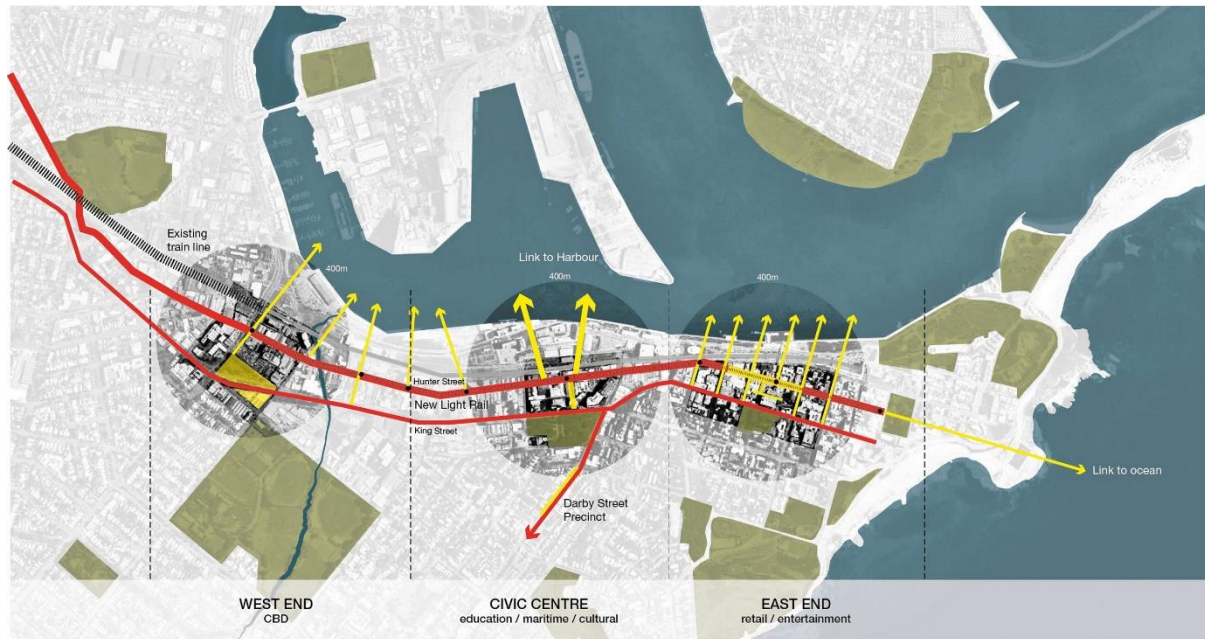 Existing
train line
400m
Link to Harbour
400m
400m
Hunter Street
New Light Rail
King Street
Link to ocean
Darby Street
Precinct
WEST END
CBD
CIVIC CENTRE
education / maritime / cultural
EAST END
retail / entertainment